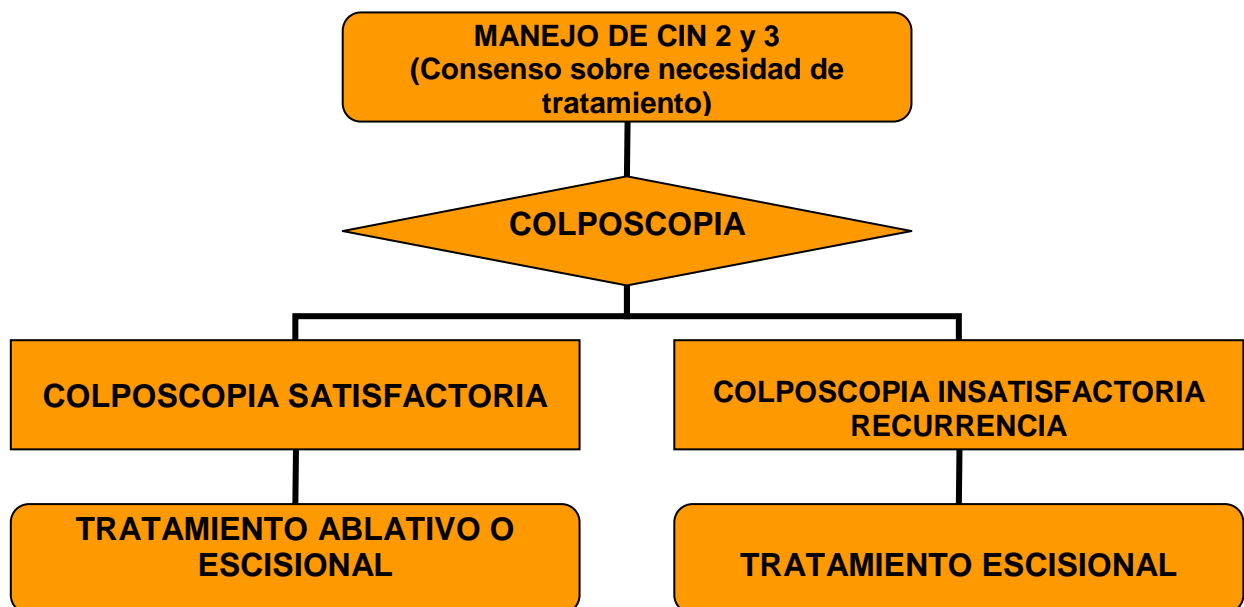 MANEJO DE CIN 2 y 3
(Consenso sobre necesidad de
tratamiento)
COLPOSCOPIA
COLPOSCOPIA SATISFACTORIA
COLPOSCOPIA INSATISFACTORIA
RECURRENCIA
TRATAMIENTO ABLATIVO O
ESCISIONAL
TRATAMIENTO ESCISIONAL